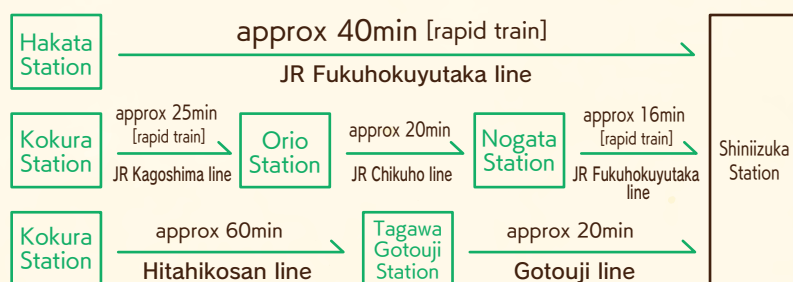 Hakata
Station
approx 40min [rapid train]
JR Fukuhokuyutaka line
Kokura
Station
approx 25min
[rapid train]
JR Kagoshima line
Orio
Station
approx 20min
JR Chikuho line
Nogata
Station
approx 16min
[rapid train]
JR Fukuhokuyutaka
line
Kokura
Station
approx 60min
Hitahikosan line
Tagawa
Gotouji
Station
approx 20min
Gotouji line
Shiniizuka
Station